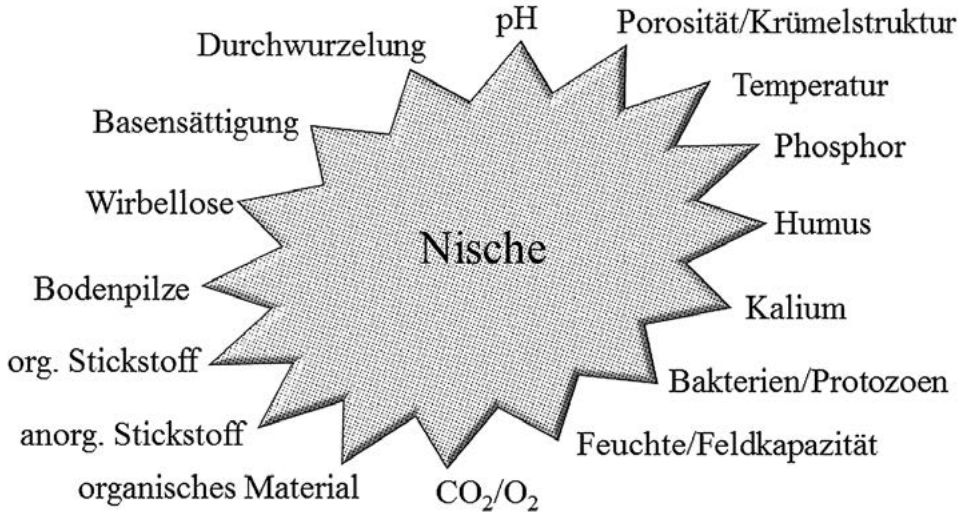 pH
Porosität/Krümelstruktur
Durchwurzelung
Temperatur
Basensättigung
Phosphor
Wirbellose
Humus
Nische
Bodenpilze
Kalium
org. Stickstoff
Bakterien/Protozoen
anorg. Stickstoff
Feuchte/Feldkapazität
organisches Material
CO₂/O₂